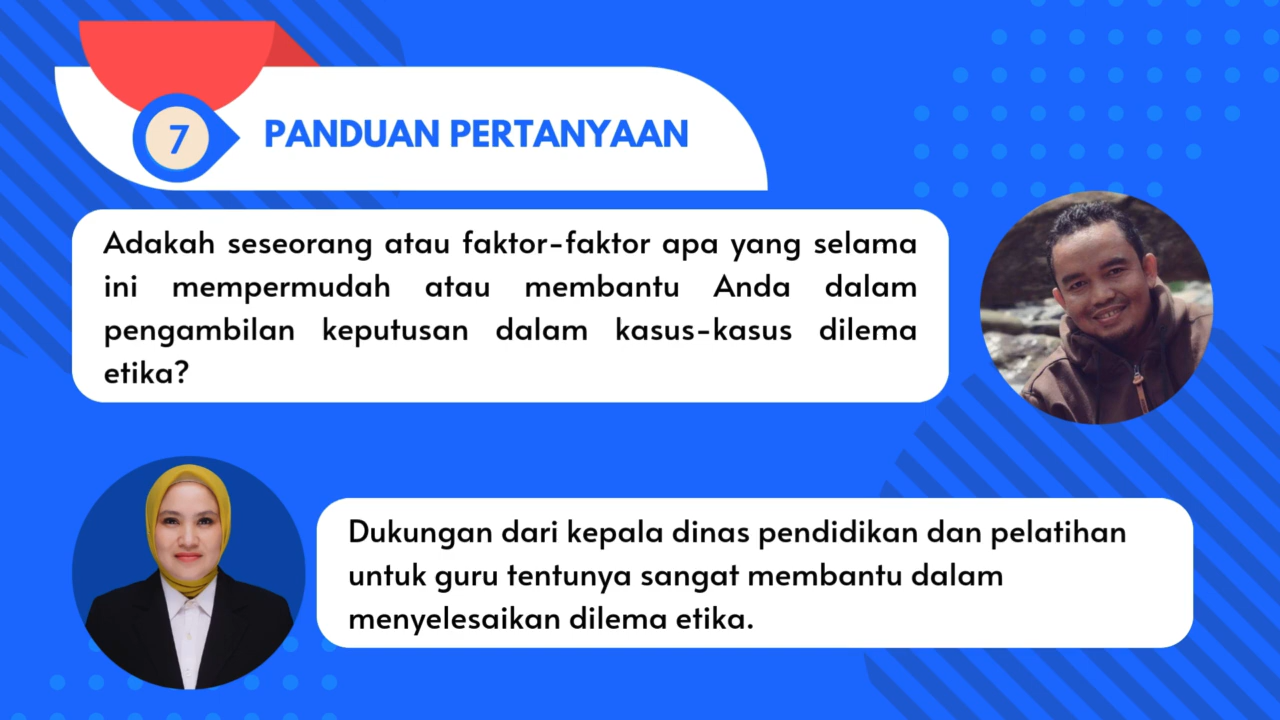 7
PANDUAN PERTANYAAN
Adakah seseorang atau faktor-faktor apa yang selama
ini mempermudah atau membantu Anda dalam
pengambilan keputusan dalam kasus-kasus dilema
etika?
Dukungan dari kepala dinas pendidikan dan pelatihan
untuk guru tentunya sangat membantu dalam
menyelesaikan dilema etika.